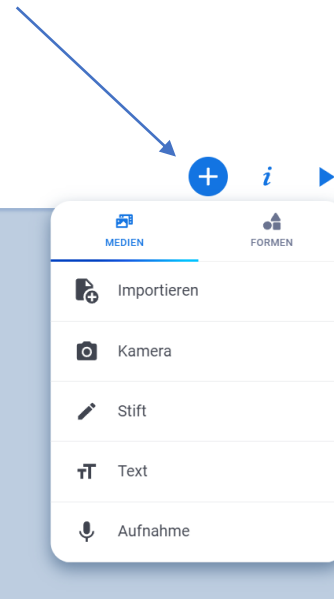 i
MEDIEN FORMEN
Importieren
Kamera
Stift
Text
Aufnahme